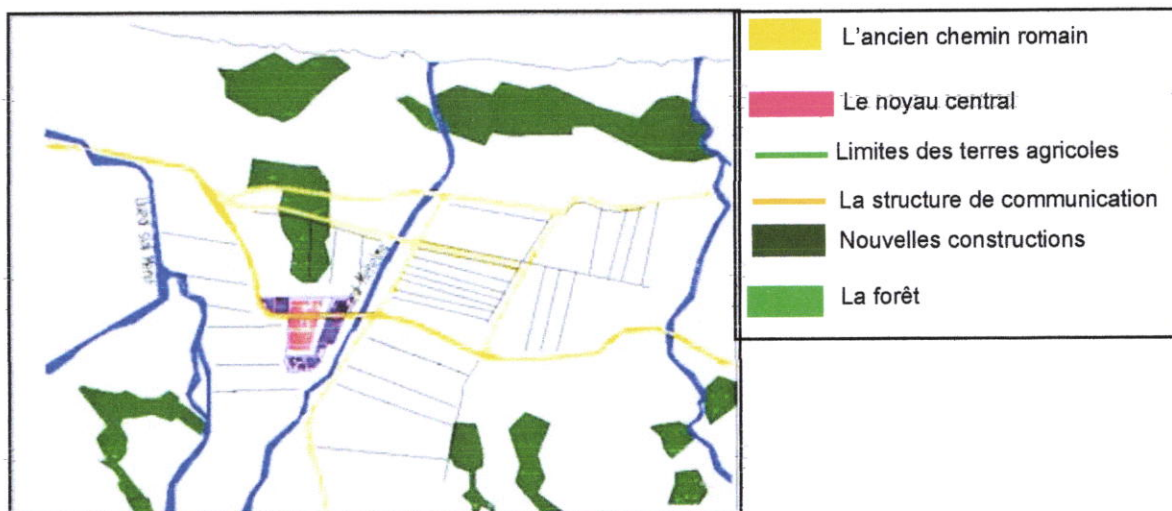 L'ancien chemin romain
Le noyau central
Limites des terres agricoles
La structure de communication
Nouvelles constructions
La forêt